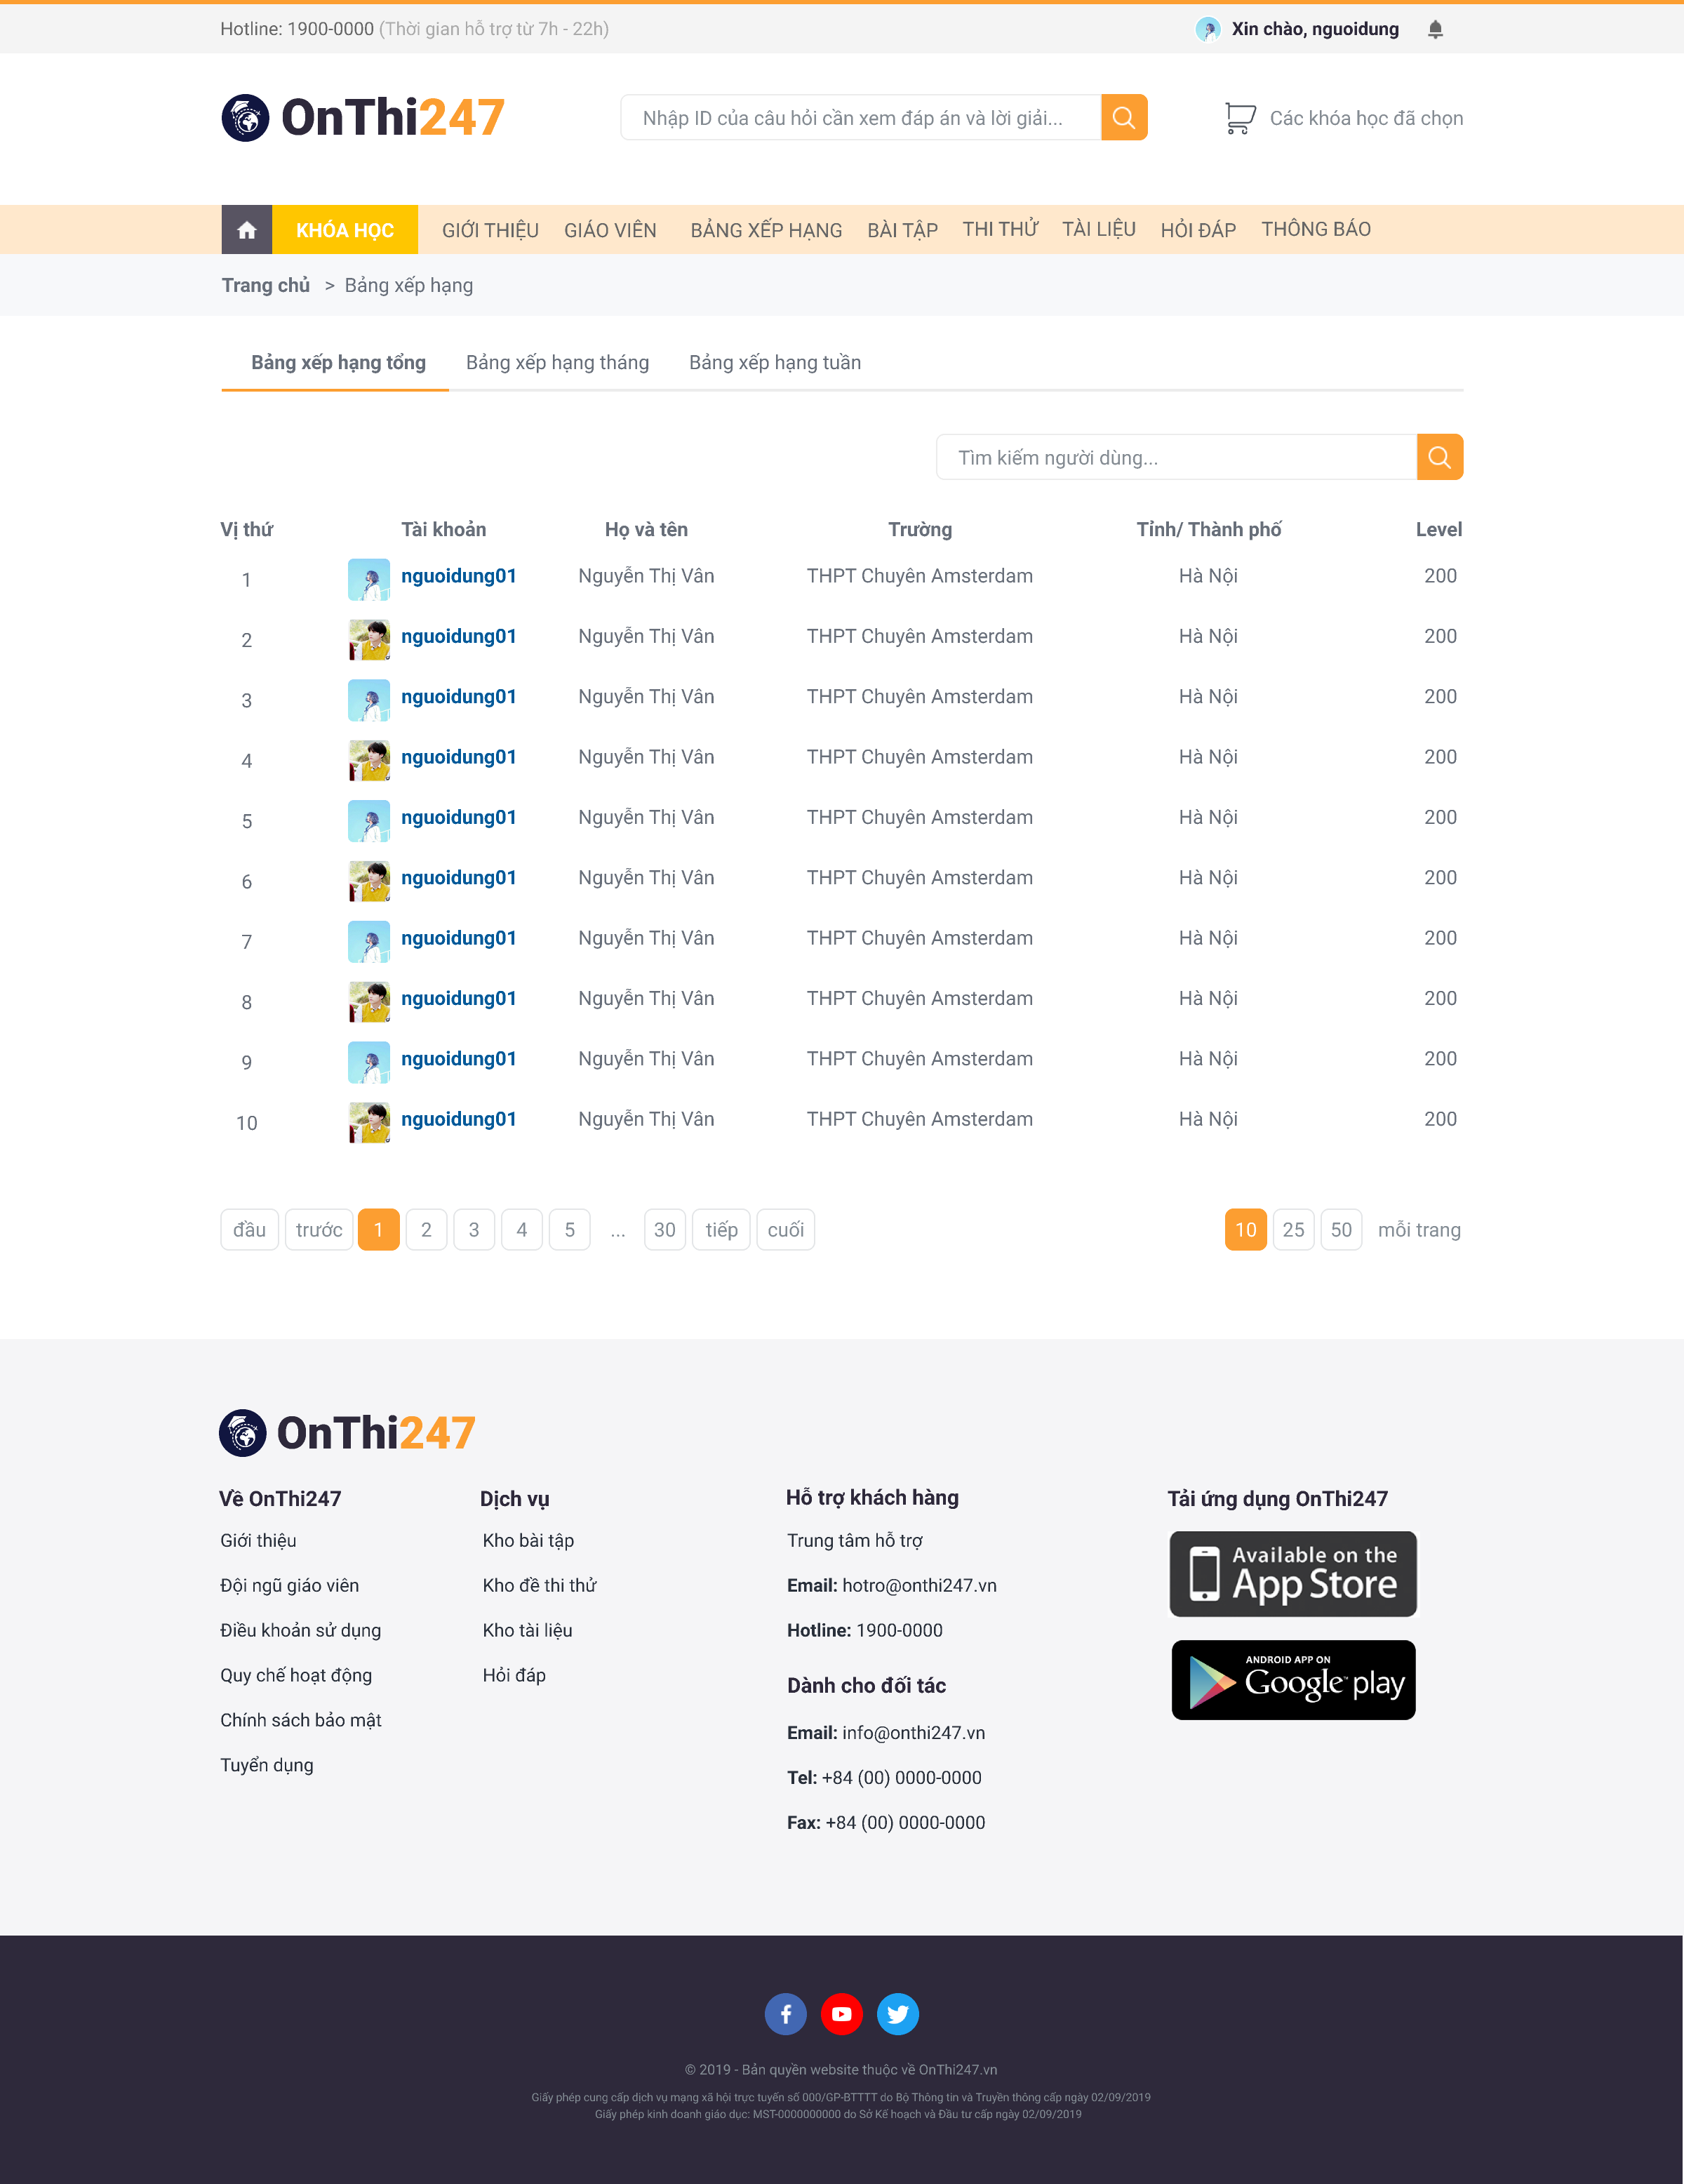 Hotline: 1900-0000 (Thời gian hỗ trợ từ 7h - 22h)
Xin chào, nguoidung
OnThi247
Nhập ID của câu hỏi cần xem đáp án và lời giải...
Các khóa học đã chọn
KHÓA HỌC GIỚI THIỆU GIÁO VIÊN BẢNG XẾP HẠNG BÀI TẬP THI THỬ TÀI LIỆU HỎI ĐÁP THÔNG BÁO
Trang chủ > Bảng xếp hạng
Bảng xếp hạng tổng Bảng xếp hạng tháng Bảng xếp hạng tuần
Tìm kiếm người dùng...
Vị thứ Tài khoản Họ và tên Trường Tỉnh/ Thành phố Level
1 nguoidung01 Nguyễn Thị Vân THPT Chuyên Amsterdam Hà Nội 200
2 nguoidung01 Nguyễn Thị Vân THPT Chuyên Amsterdam Hà Nội 200
3 nguoidung01 Nguyễn Thị Vân THPT Chuyên Amsterdam Hà Nội 200
4 nguoidung01 Nguyễn Thị Vân THPT Chuyên Amsterdam Hà Nội 200
5 nguoidung01 Nguyễn Thị Vân THPT Chuyên Amsterdam Hà Nội 200
6 nguoidung01 Nguyễn Thị Vân THPT Chuyên Amsterdam Hà Nội 200
7 nguoidung01 Nguyễn Thị Vân THPT Chuyên Amsterdam Hà Nội 200
8 nguoidung01 Nguyễn Thị Vân THPT Chuyên Amsterdam Hà Nội 200
9 nguoidung01 Nguyễn Thị Vân THPT Chuyên Amsterdam Hà Nội 200
10 nguoidung01 Nguyễn Thị Vân THPT Chuyên Amsterdam Hà Nội 200
đầu trước 1 2 3 4 5 ... 30 tiếp cuối
10 25 50 mỗi trang
OnThi247
Về OnThi247
Giới thiệu
Đội ngũ giáo viên
Điều khoản sử dụng
Quy chế hoạt động
Chính sách bảo mật
Tuyển dụng
Dịch vụ
Kho bài tập
Kho đề thi thử
Kho tài liệu
Hỏi đáp
Hỗ trợ khách hàng
Trung tâm hỗ trợ
Email: hotro@onthi247.vn
Hotline: 1900-0000
Dành cho đối tác
Email: info@onthi247.vn
Tel: +84 (00) 0000-0000
Fax: +84 (00) 0000-0000
Tải ứng dụng OnThi247
Available on the
App Store
ANDROID APP ON
Google play
© 2019 - Bản quyền website thuộc về OnThi247.vn
Giấy phép cung cấp dịch vụ mạng xã hội trực tuyến số 000/GP-BTTTT do Bộ Thông tin và Truyền thông cấp ngày 02/09/2019
Giấy phép kinh doanh giáo dục: MST-0000000000 do Sở Kế hoạch và Đầu tư cấp ngày 02/09/2019